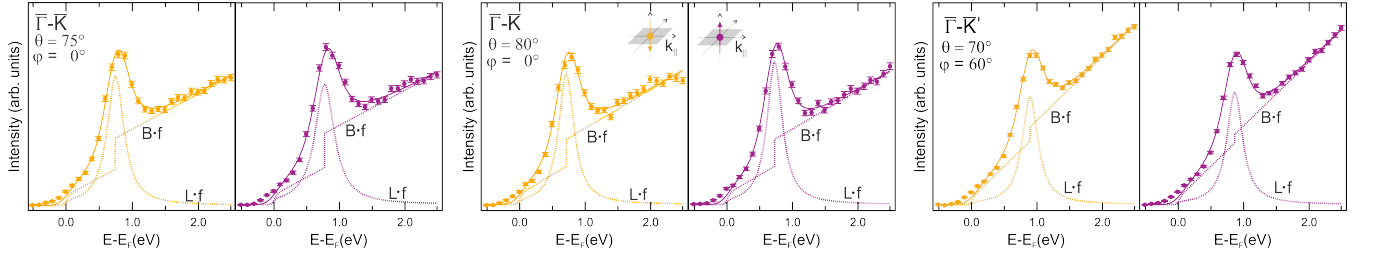 Intensity (arb. units)
Γ̅-K̅
θ = 75°
φ = 0°
B·f
L·f
0.0 1.0 2.0
E-E_F(eV)
B·f
L·f
0.0 1.0 2.0
E-E_F(eV)
Intensity (arb. units)
Γ̅-K̅
θ = 80°
φ = 0°
k||
B·f
L·f
0.0 1.0 2.0
E-E_F(eV)
k||
B·f
L·f
0.0 1.0 2.0
E-E_F(eV)
Intensity (arb. units)
Γ̅-K̅'
θ = 70°
φ = 60°
B·f
L·f
0.0 1.0 2.0
E-E_F(eV)
B·f
L·f
0.0 1.0 2.0
E-E_F(eV)